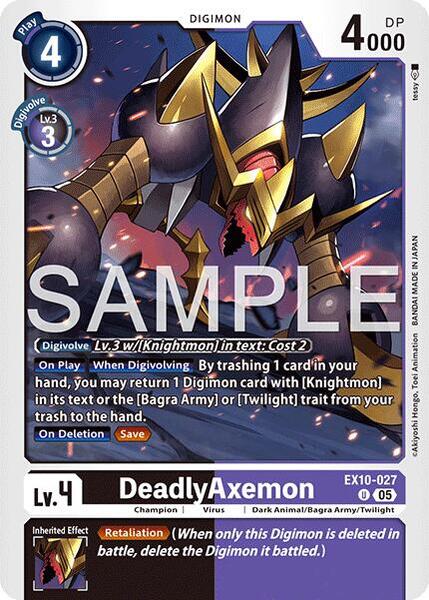 Play
4
DIGIMON
DP
4000
Digivolve
Lv.3
3
tessy
SAMPLE
©Akiyoshi Hongo, Toei Animation BANDAI MADE IN JAPAN
Digivolve Lv.3 w/[Knightmon] in text: Cost 2
On Play When Digivolving By trashing 1 card in your
hand, you may return 1 Digimon card with [Knightmon]
in its text or the [Bagra Army] or [Twilight] trait from your
trash to the hand.
On Deletion Save
Lv.4
DeadlyAxemon
EX10-027
U 05
Champion | Virus | Dark Animal/Bagra Army/Twilight
Inherited Effect
Retaliation (When only this Digimon is deleted in
battle, delete the Digimon it battled.)